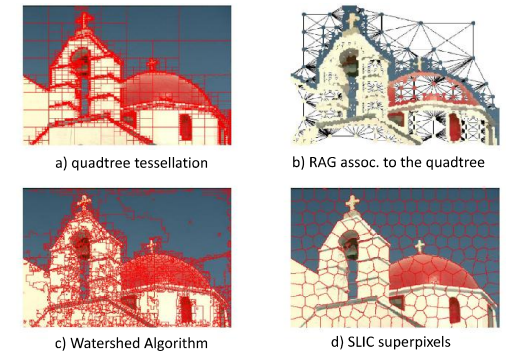 a) quadtree tessellation
b) RAG assoc. to the quadtree
c) Watershed Algorithm
d) SLIC superpixels